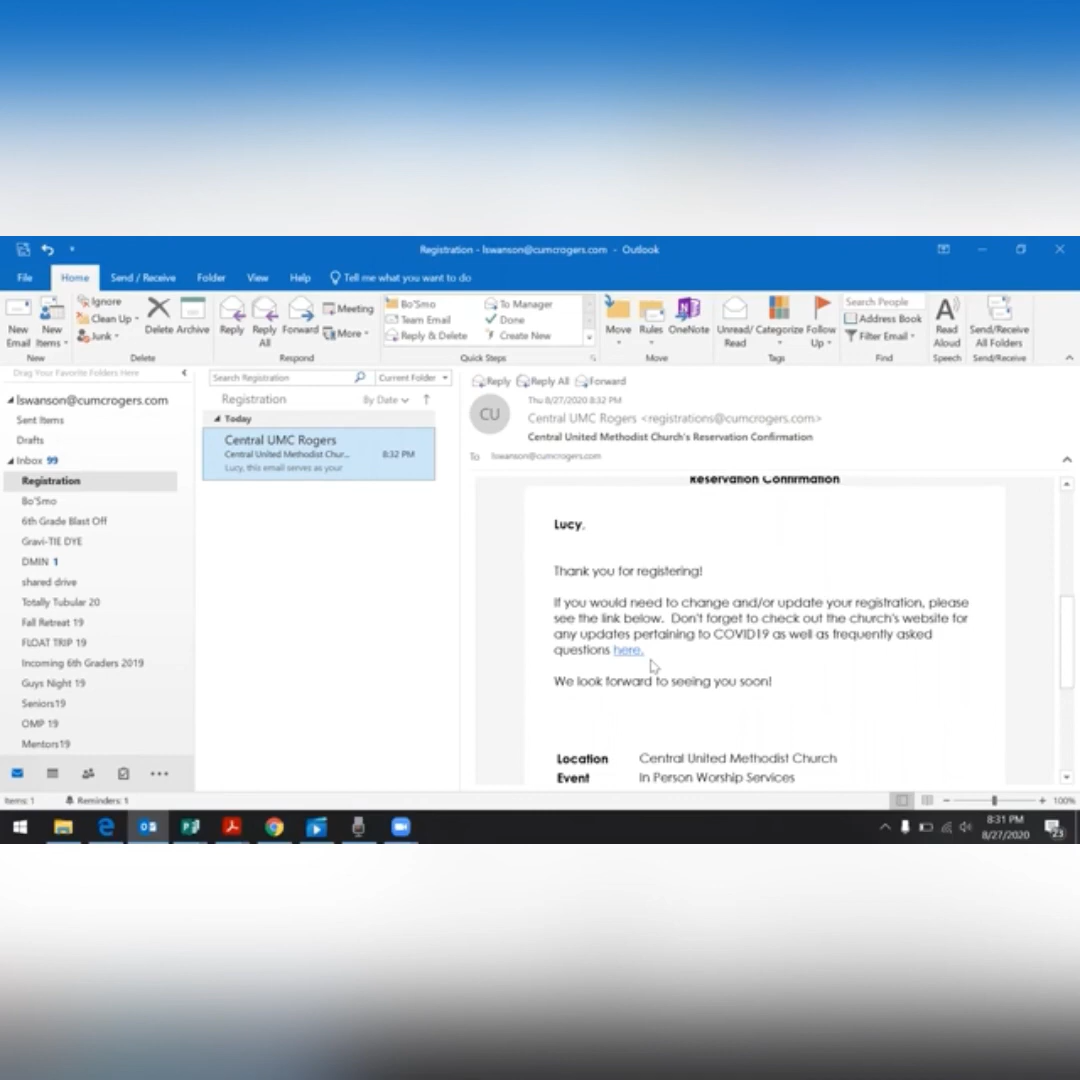 Registration - lswanson@cumcrogers.com - Outlook
File Home Send / Receive Folder View Help Tell me what you want to do
New Email
New Items
New
Ignore
Clean Up
Junk
Delete
Archive
Delete
Reply
Reply All
Forward
Meeting
More
Respond
Bo'Smo
Team Email
Reply & Delete
To Manager
Done
Create New
Quick Steps
Move
Rules
OneNote
Move
Unread/ Read
Categorize
Follow Up
Tags
Search People
Address Book
Filter Email
Find
Read Aloud
Speech
Send/Receive All Folders
Send/Receive
Drag Your Favorite Folders Here
lswanson@cumcrogers.com
Sent Items
Drafts
Inbox 99
Registration
Bo'Smo
6th Grade Blast Off
Gravi-TIE DYE
DMIN 1
shared drive
Totally Tubular 20
Fall Retreat 19
FLOAT TRIP 19
Incoming 6th Graders 2019
Guys Night 19
Seniors19
OMP 19
Mentors19
Search Registration
Current Folder
Registration
By Date
Today
Central UMC Rogers
Central United Methodist Chur...
8:32 PM
Lucy, this email serves as your
Reply Reply All Forward
CU
Thu 8/27/2020 8:32 PM
Central UMC Rogers <registrations@cumcrogers.com>
Central United Methodist Church's Reservation Confirmation
To lswanson@cumcrogers.com
Reservation Confirmation
Lucy,
Thank you for registering!
If you would need to change and/or update your registration, please
see the link below. Don't forget to check out the church's website for
any updates pertaining to COVID19 as well as frequently asked
questions here.
We look forward to seeing you soon!
Location Central United Methodist Church
Event In Person Worship Services
Items: 1
Reminders: 1
100%
8:31 PM
8/27/2020
23